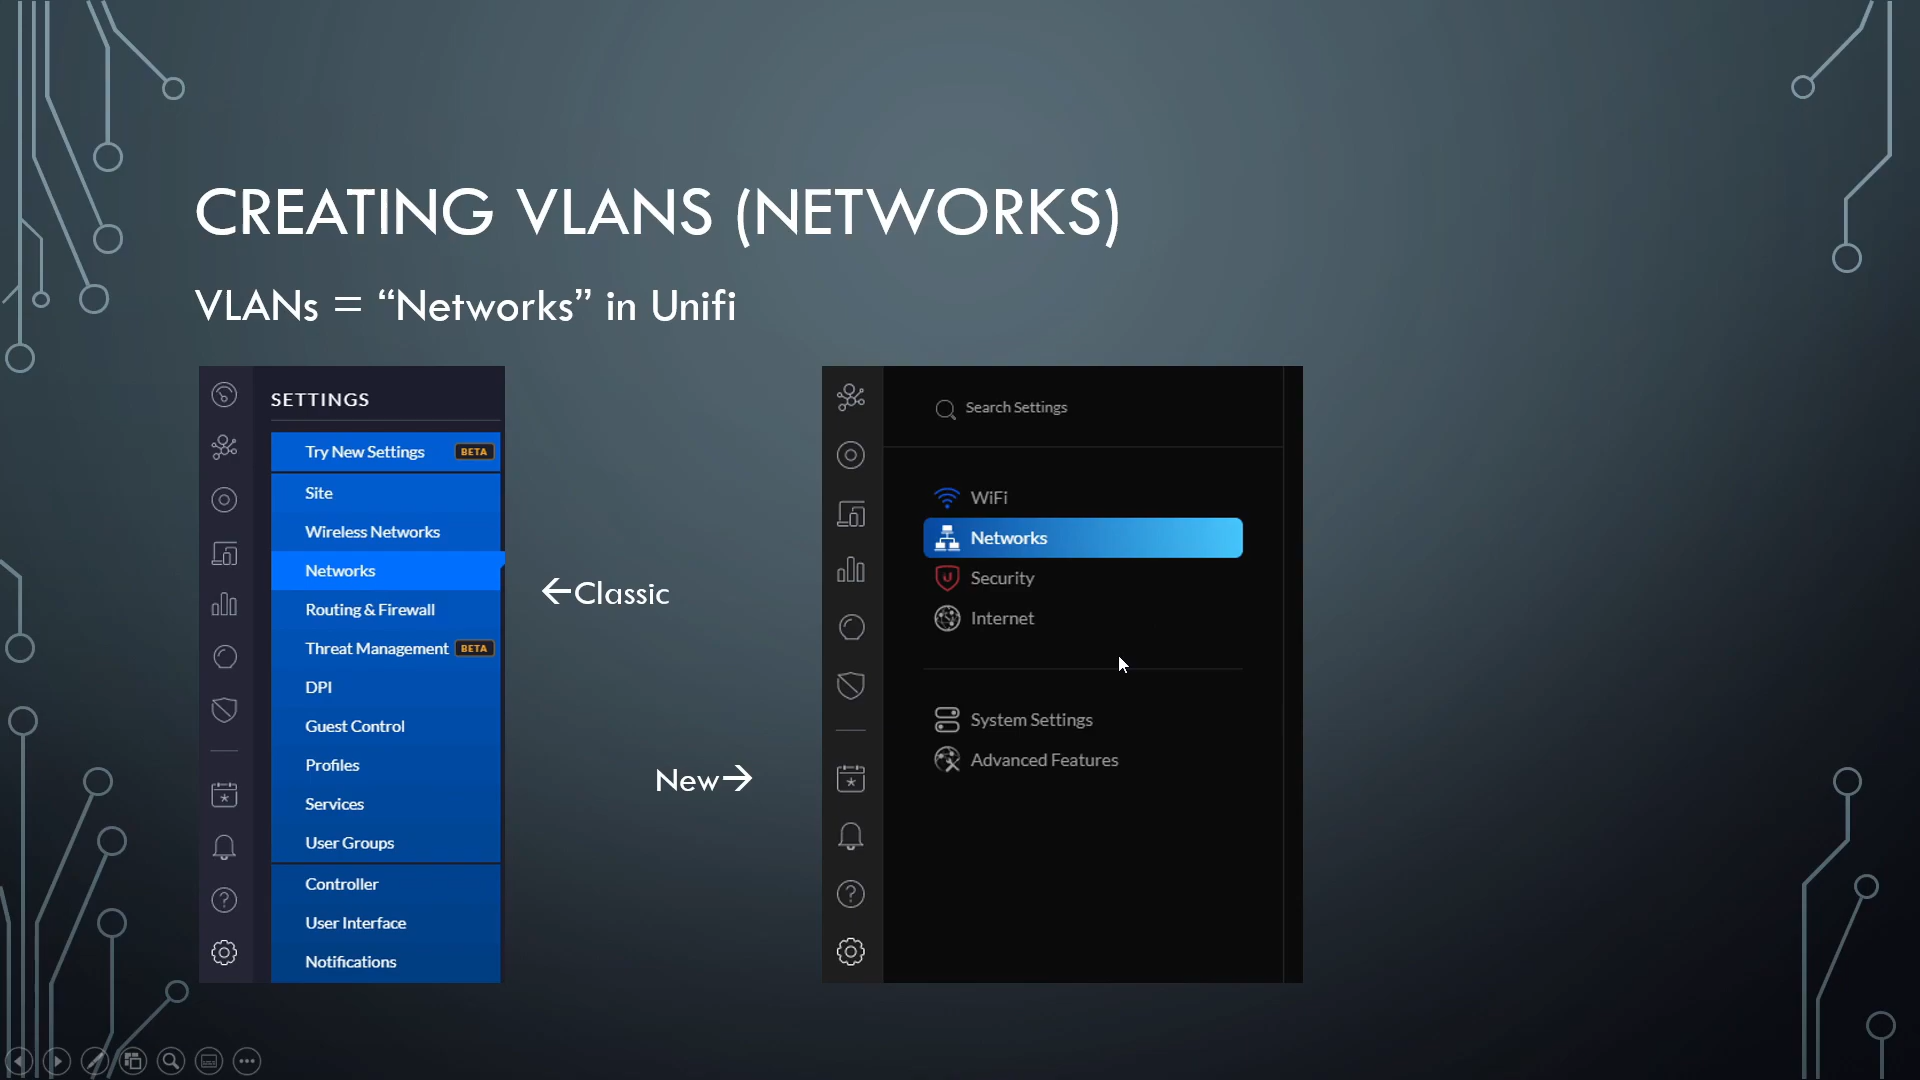 CREATING VLANS (NETWORKS)
VLANs = “Networks” in Unifi
SETTINGS
Try New Settings BETA
Site
Wireless Networks
Networks
Routing & Firewall
Threat Management BETA
DPI
Guest Control
Profiles
Services
User Groups
Controller
User Interface
Notifications
←Classic
New→
Search Settings
WiFi
Networks
Security
Internet
System Settings
Advanced Features